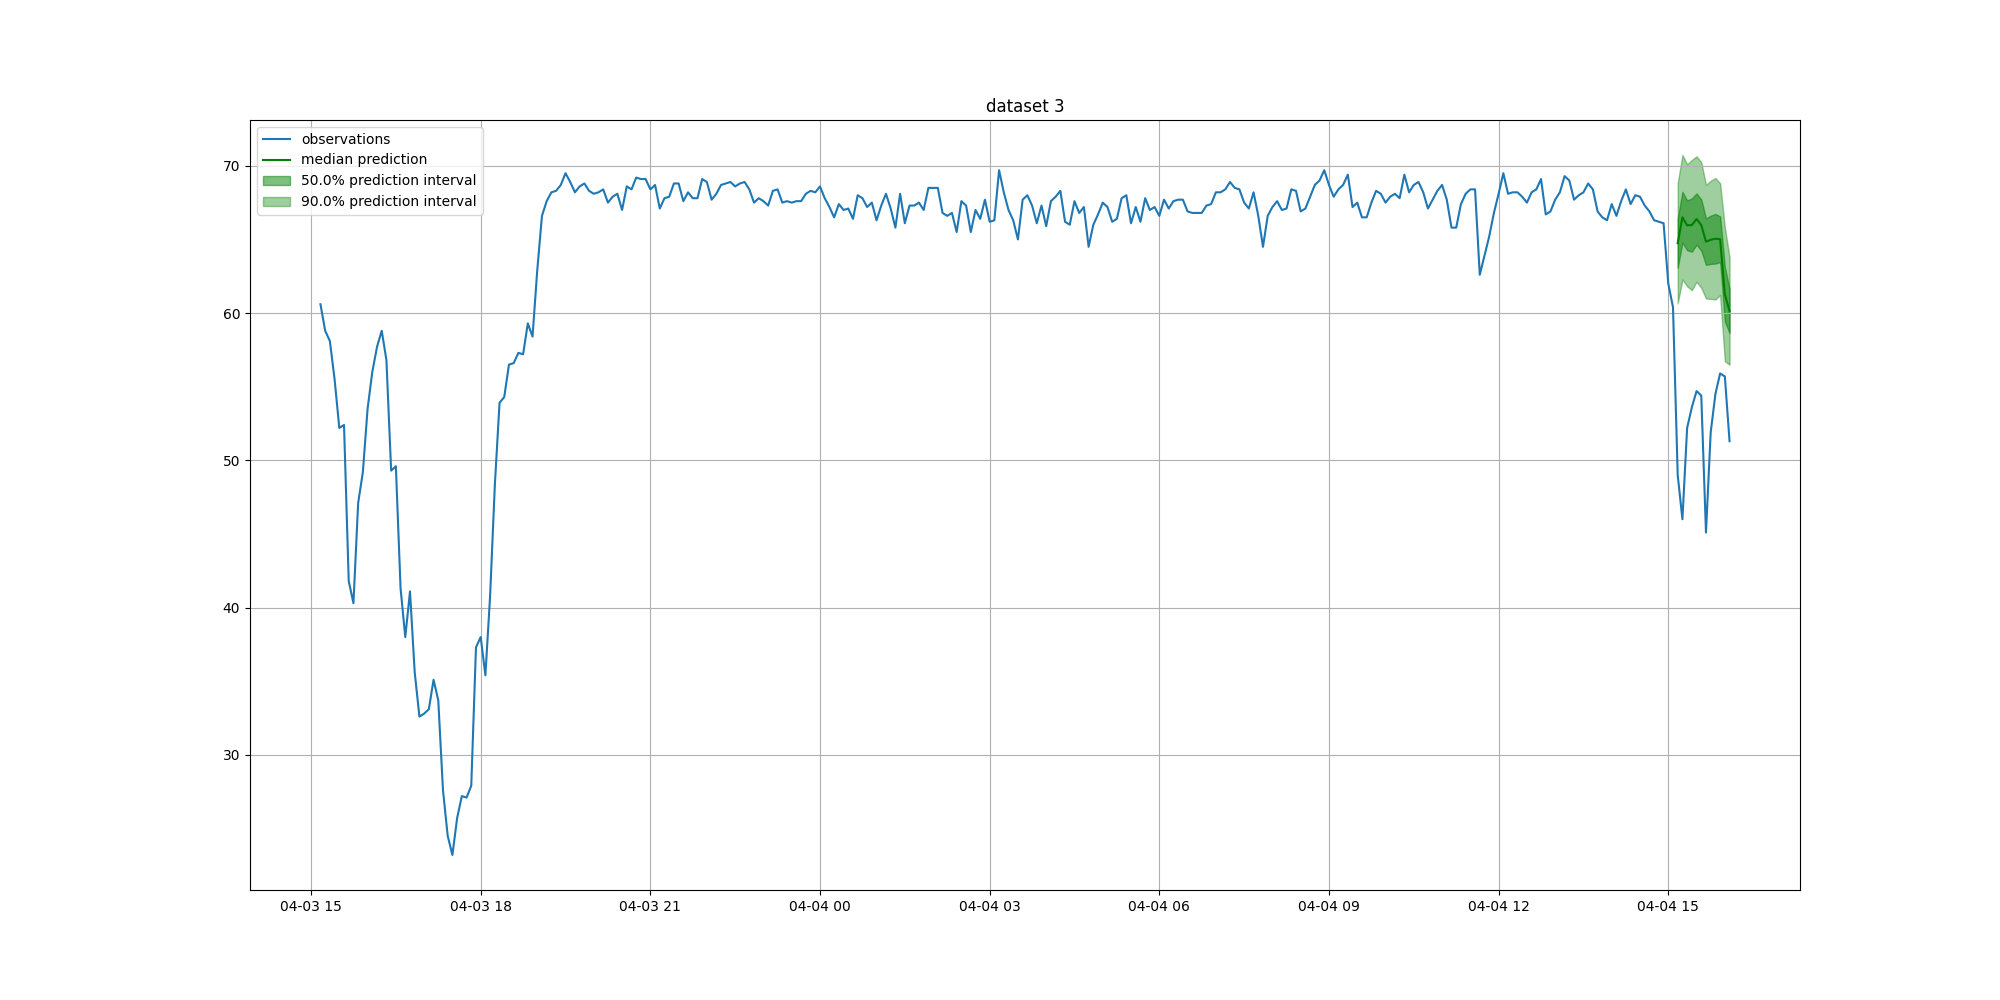 dataset 3
observations
median prediction
50.0% prediction interval
90.0% prediction interval
70
60
50
40
30
04-03 15
04-03 18
04-03 21
04-04 00
04-04 03
04-04 06
04-04 09
04-04 12
04-04 15